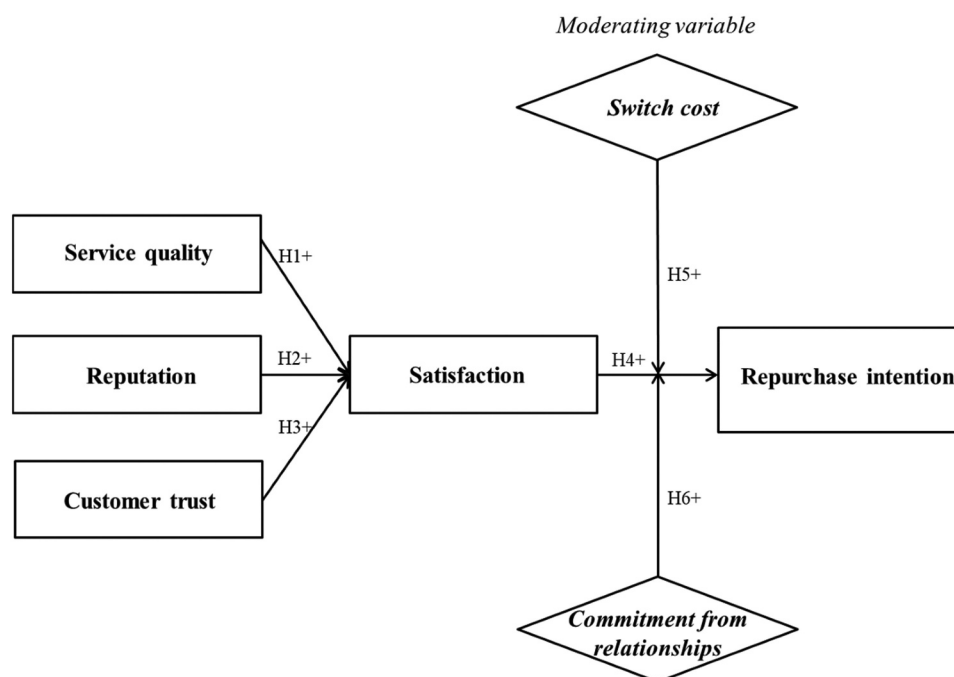 Moderating variable
Switch cost
Service quality
H1+
H5+
Reputation
H2+
Satisfaction
H4+
Repurchase intention
H3+
Customer trust
H6+
Commitment from
relationships